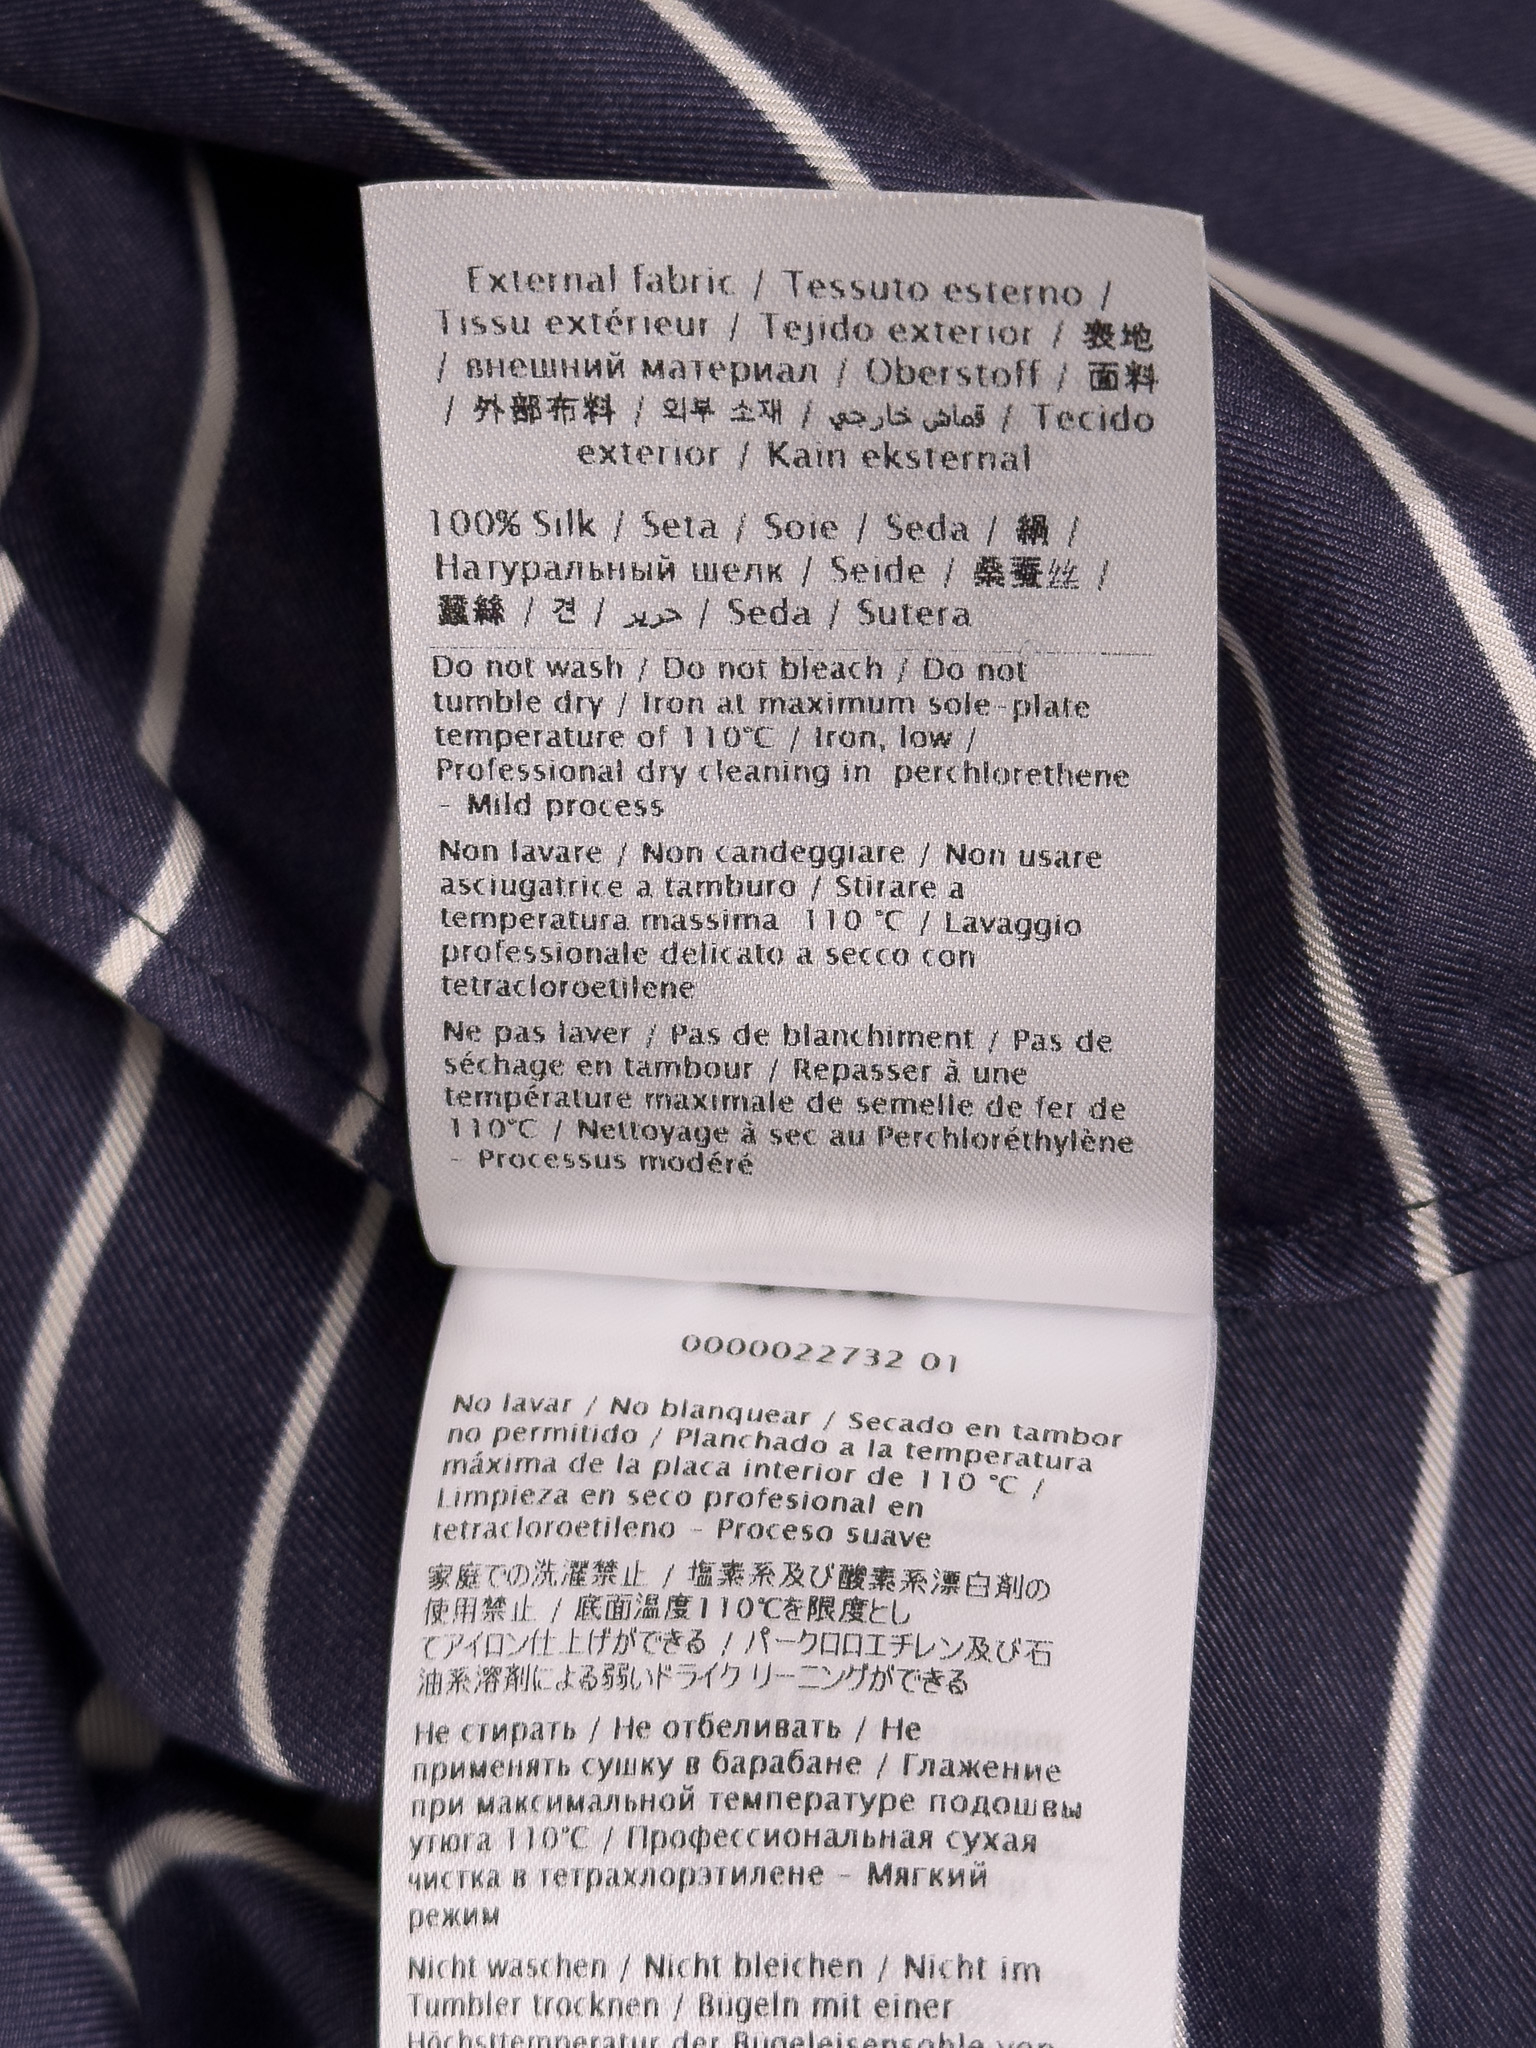 External fabric / Tessuto esterno /
Tissu extérieur / Tejido exterior / 表地
/ внешний материал / Oberstoff / 面料
/ 外部布料 / 외부 소재 / قماش خارجي / Tecido
exterior / Kain eksternal
100% Silk / Seta / Soie / Seda / 絹 /
Натуральный шелк / Seide / 桑蚕丝 /
蠶絲 / 견 / حرير / Seda / Sutera
Do not wash / Do not bleach / Do not
tumble dry / Iron at maximum sole-plate
temperature of 110°C / Iron, low /
Professional dry cleaning in perchlorethene
- Mild process
Non lavare / Non candeggiare / Non usare
asciugatrice a tamburo / Stirare a
temperatura massima 110 °C / Lavaggio
professionale delicato a secco con
tetracloroetilene
Ne pas laver / Pas de blanchiment / Pas de
séchage en tambour / Repasser à une
température maximale de semelle de fer de
110°C / Nettoyage à sec au Perchloréthylène
- Processus modéré
0000022732 01
No lavar / No blanquear / Secado en tambor
no permitido / Planchado a la temperatura
máxima de la placa interior de 110 °C /
Limpieza en seco profesional en
tetracloroetileno - Proceso suave
家庭での洗濯禁止 / 塩素系及び酸素系漂白剤の
使用禁止 / 底面温度110℃を限度とし
てアイロン仕上げができる / パークロロエチレン及び石
油系溶剤による弱いドライクリーニングができる
Не стирать / Не отбеливать / Не
применять сушку в барабане / Глажение
при максимальной температуре подошвы
утюга 110°C / Профессиональная сухая
чистка в тетрахлорэтилене - Мягкий
режим
Nicht waschen / Nicht bleichen / Nicht im
Tumbler trocknen / Bügeln mit einer
Höchsttemperatur der Bügeleisensohle von